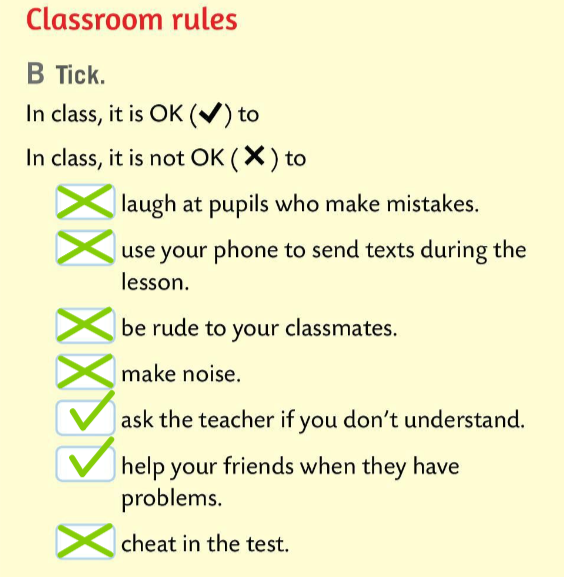 Classroom rules
B Tick.
In class, it is OK (✔) to
In class, it is not OK (✕) to
laugh at pupils who make mistakes.
use your phone to send texts during the
lesson.
be rude to your classmates.
make noise.
ask the teacher if you don't understand.
help your friends when they have
problems.
cheat in the test.